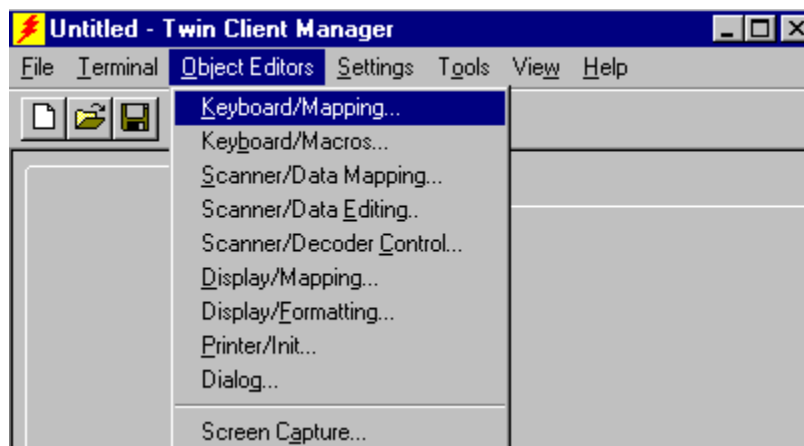 Untitled - Twin Client Manager
File Terminal Object Editors Settings Tools View Help
Keyboard/Mapping...
Keyboard/Macros...
Scanner/Data Mapping...
Scanner/Data Editing..
Scanner/Decoder Control...
Display/Mapping...
Display/Formatting...
Printer/Init...
Dialog...
Screen Capture...